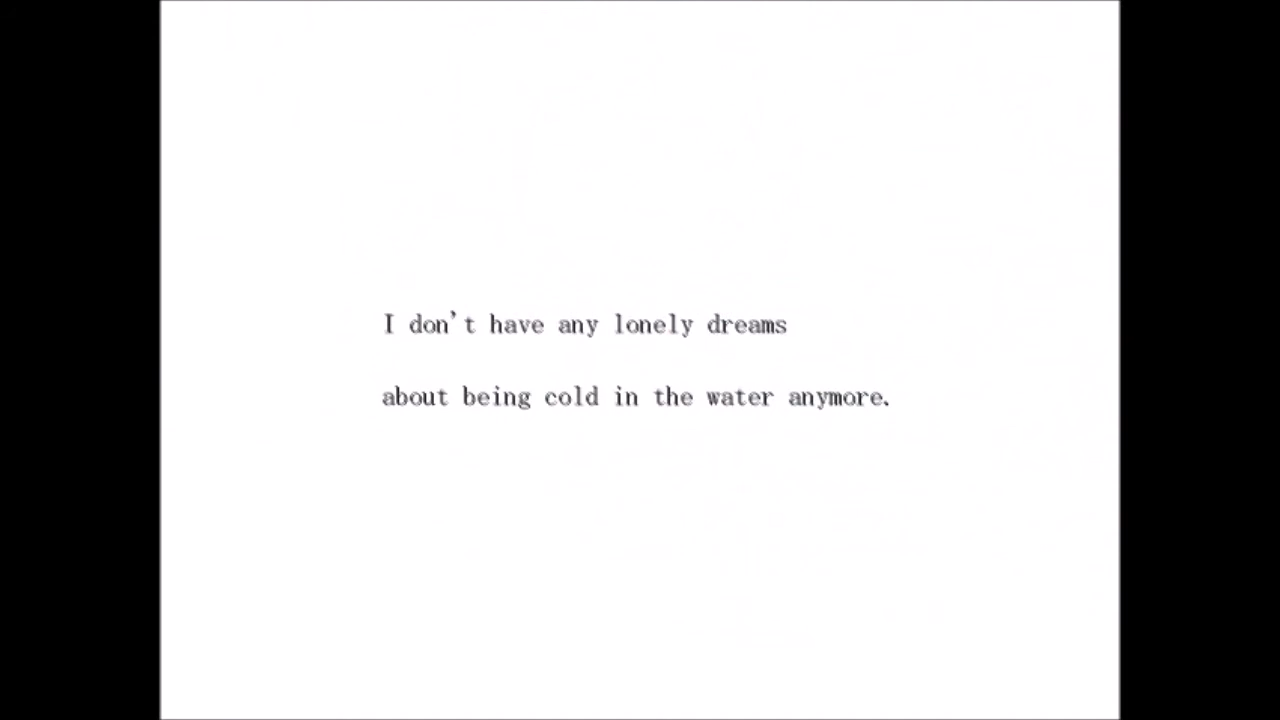 I don't have any lonely dreams
about being cold in the water anymore.